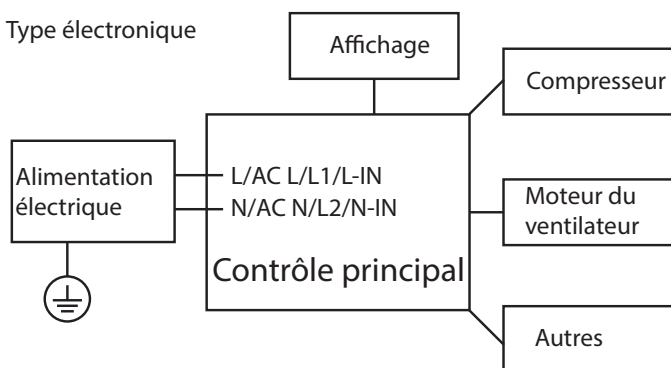 Type électronique
Affichage
Compresseur
Alimentation
électrique
L/AC L/L1/L-IN
N/AC N/L2/N-IN
Moteur du
ventilateur
Contrôle principal
Autres